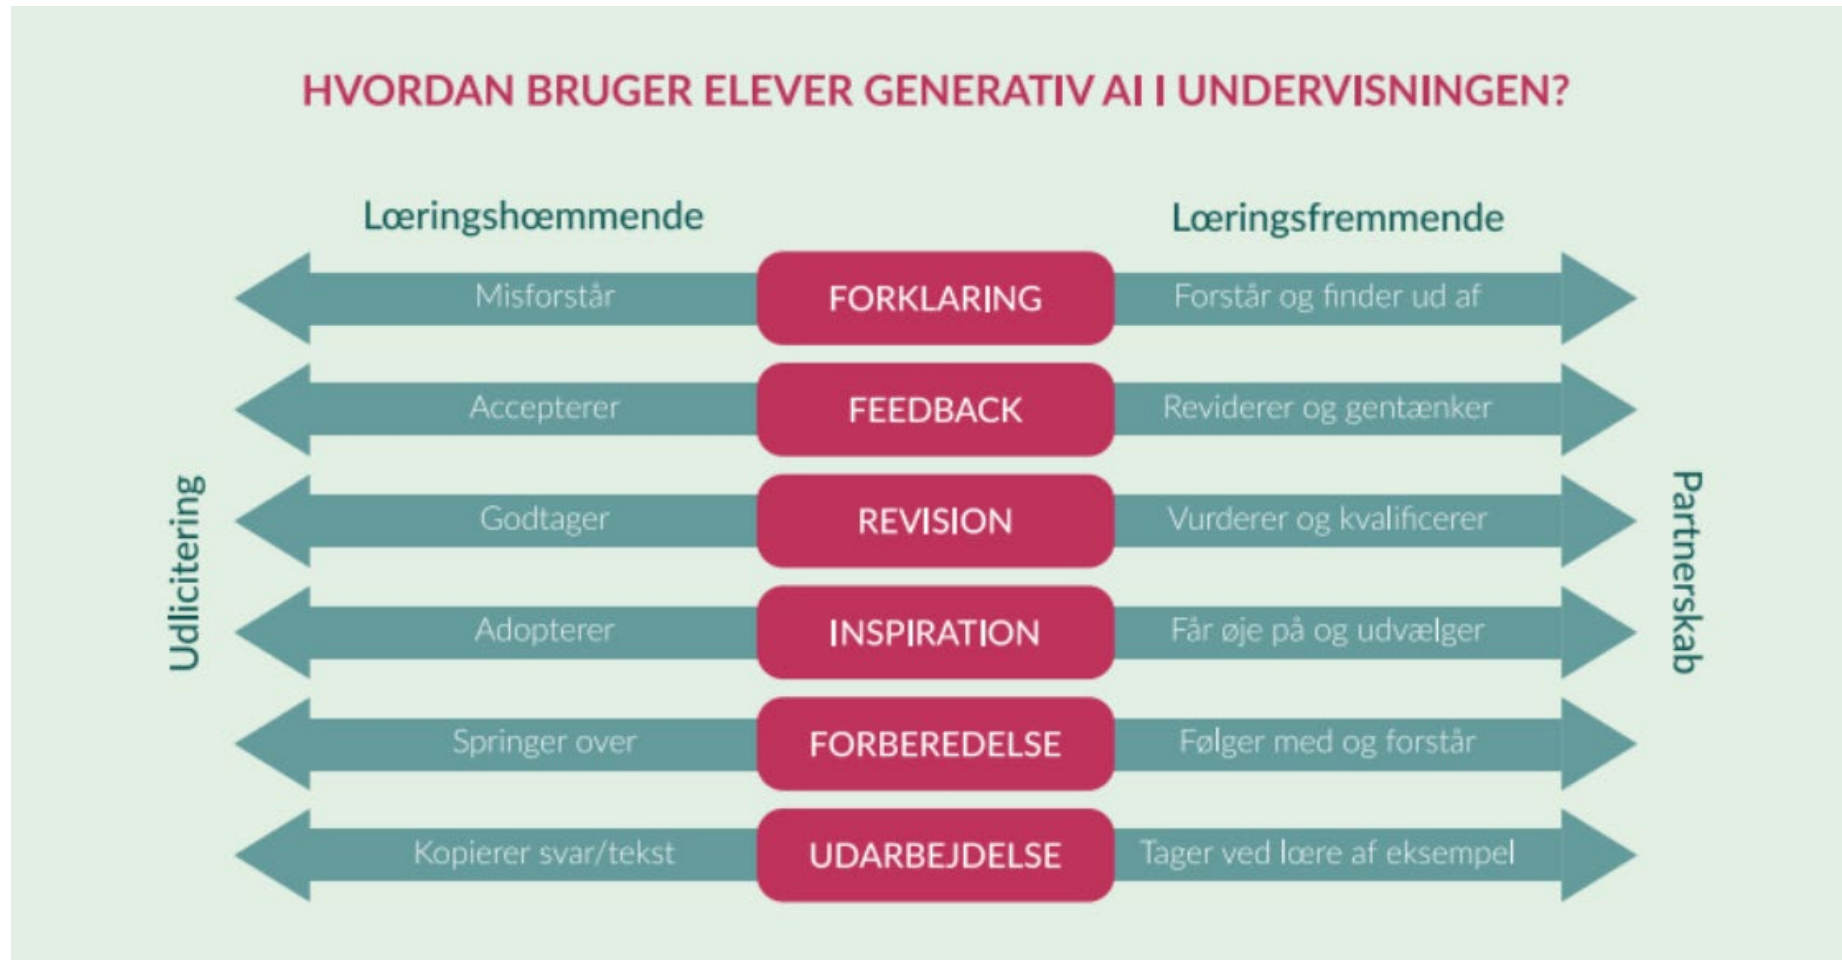 HVORDAN BRUGER ELEVER GENERATIV AI I UNDERVISNINGEN?
Læringshæmmende
Læringsfremmende
Misforstår
FORKLARING
Forstår og finder ud af
Accepterer
FEEDBACK
Reviderer og gentænker
Godtager
REVISION
Vurderer og kvalificerer
Adopterer
INSPIRATION
Får øje på og udvælger
Springer over
FORBEREDELSE
Følger med og forstår
Kopierer svar/tekst
UDARBEJDELSE
Tager ved lære af eksempel
Udlicitering
Partnerskab